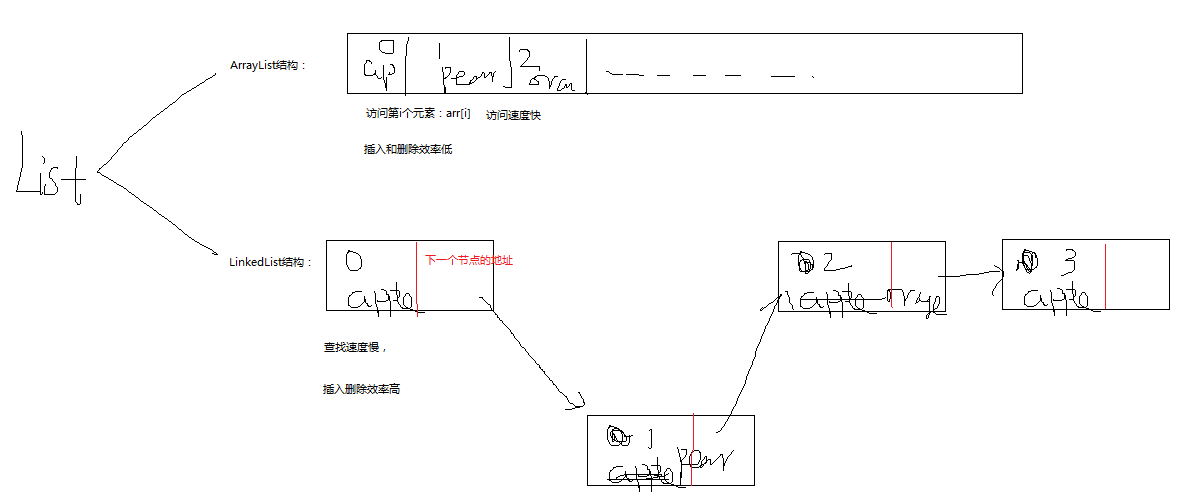 List
ArrayList结构：
0 1 2
ap pear oran
访问第i个元素：arr[i] 访问速度快
插入和删除效率低
LinkedList结构：
0 下一个节点的地址
apple
2
apple orage
3
apple
查找速度慢，
插入删除效率高
1
apple pear